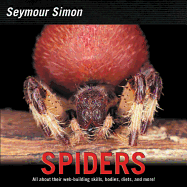 Seymour Simon
SPIDERS
All about their web-building skills, bodies, diets, and more!